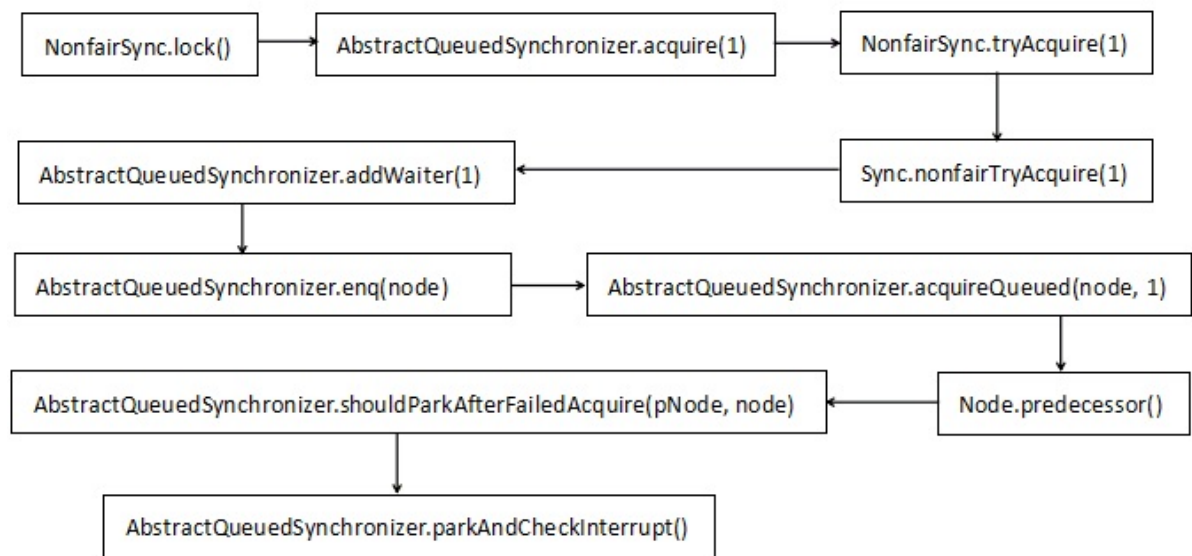 NonfairSync.lock()
AbstractQueuedSynchronizer.acquire(1)
NonfairSync.tryAcquire(1)
Sync.nonfairTryAcquire(1)
AbstractQueuedSynchronizer.addWaiter(1)
AbstractQueuedSynchronizer.enq(node)
AbstractQueuedSynchronizer.acquireQueued(node, 1)
Node.predecessor()
AbstractQueuedSynchronizer.shouldParkAfterFailedAcquire(pNode, node)
AbstractQueuedSynchronizer.parkAndCheckInterrupt()